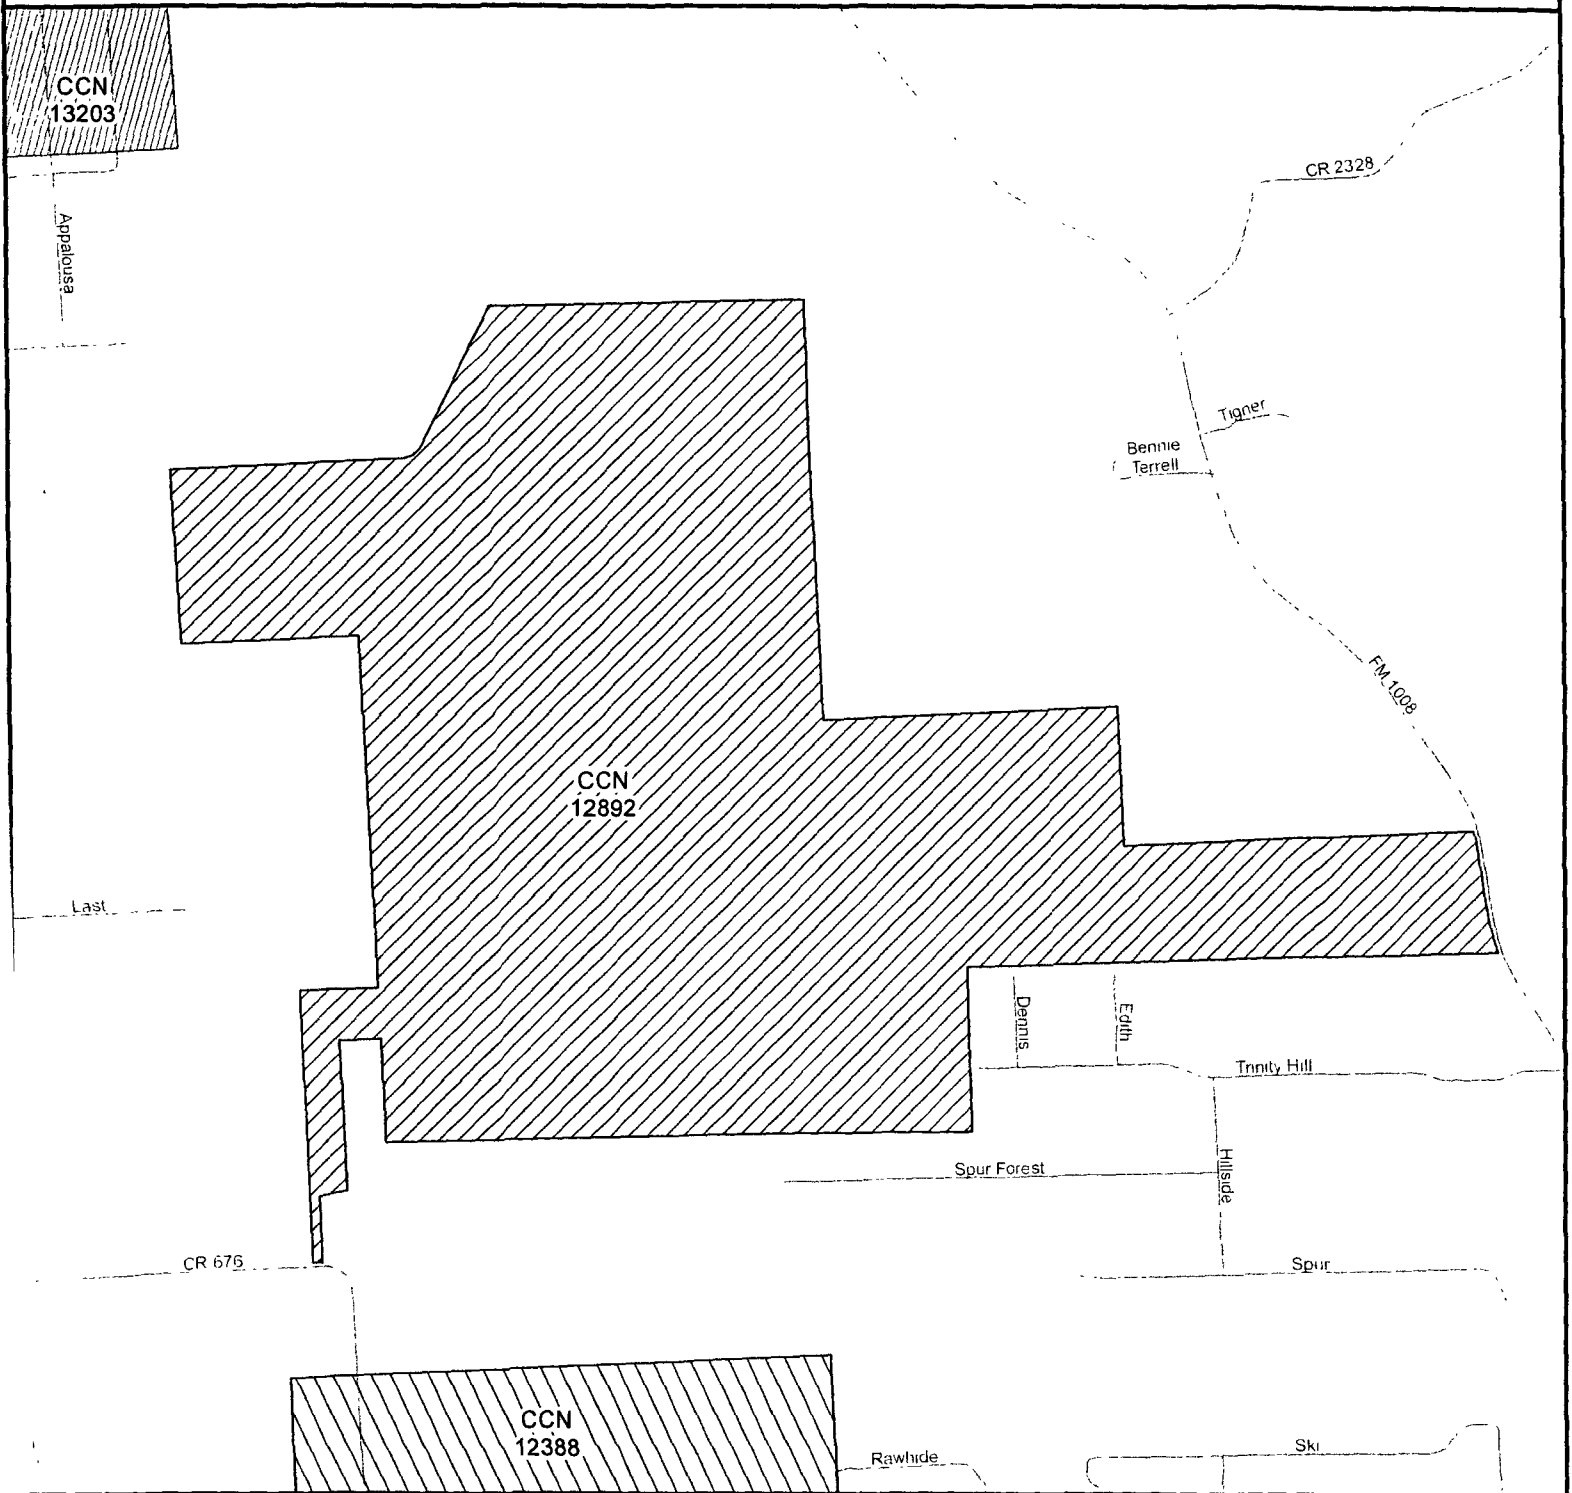 CCN
13203
CR 2328
Appalousa
Tigner
Bennie
Terrell
FM 1008
CCN
12892
Last
Dennis
Edith
Trinity Hill
Spur Forest
Hillside
CR 676
Spur
CCN
12388
Rawhide
Ski